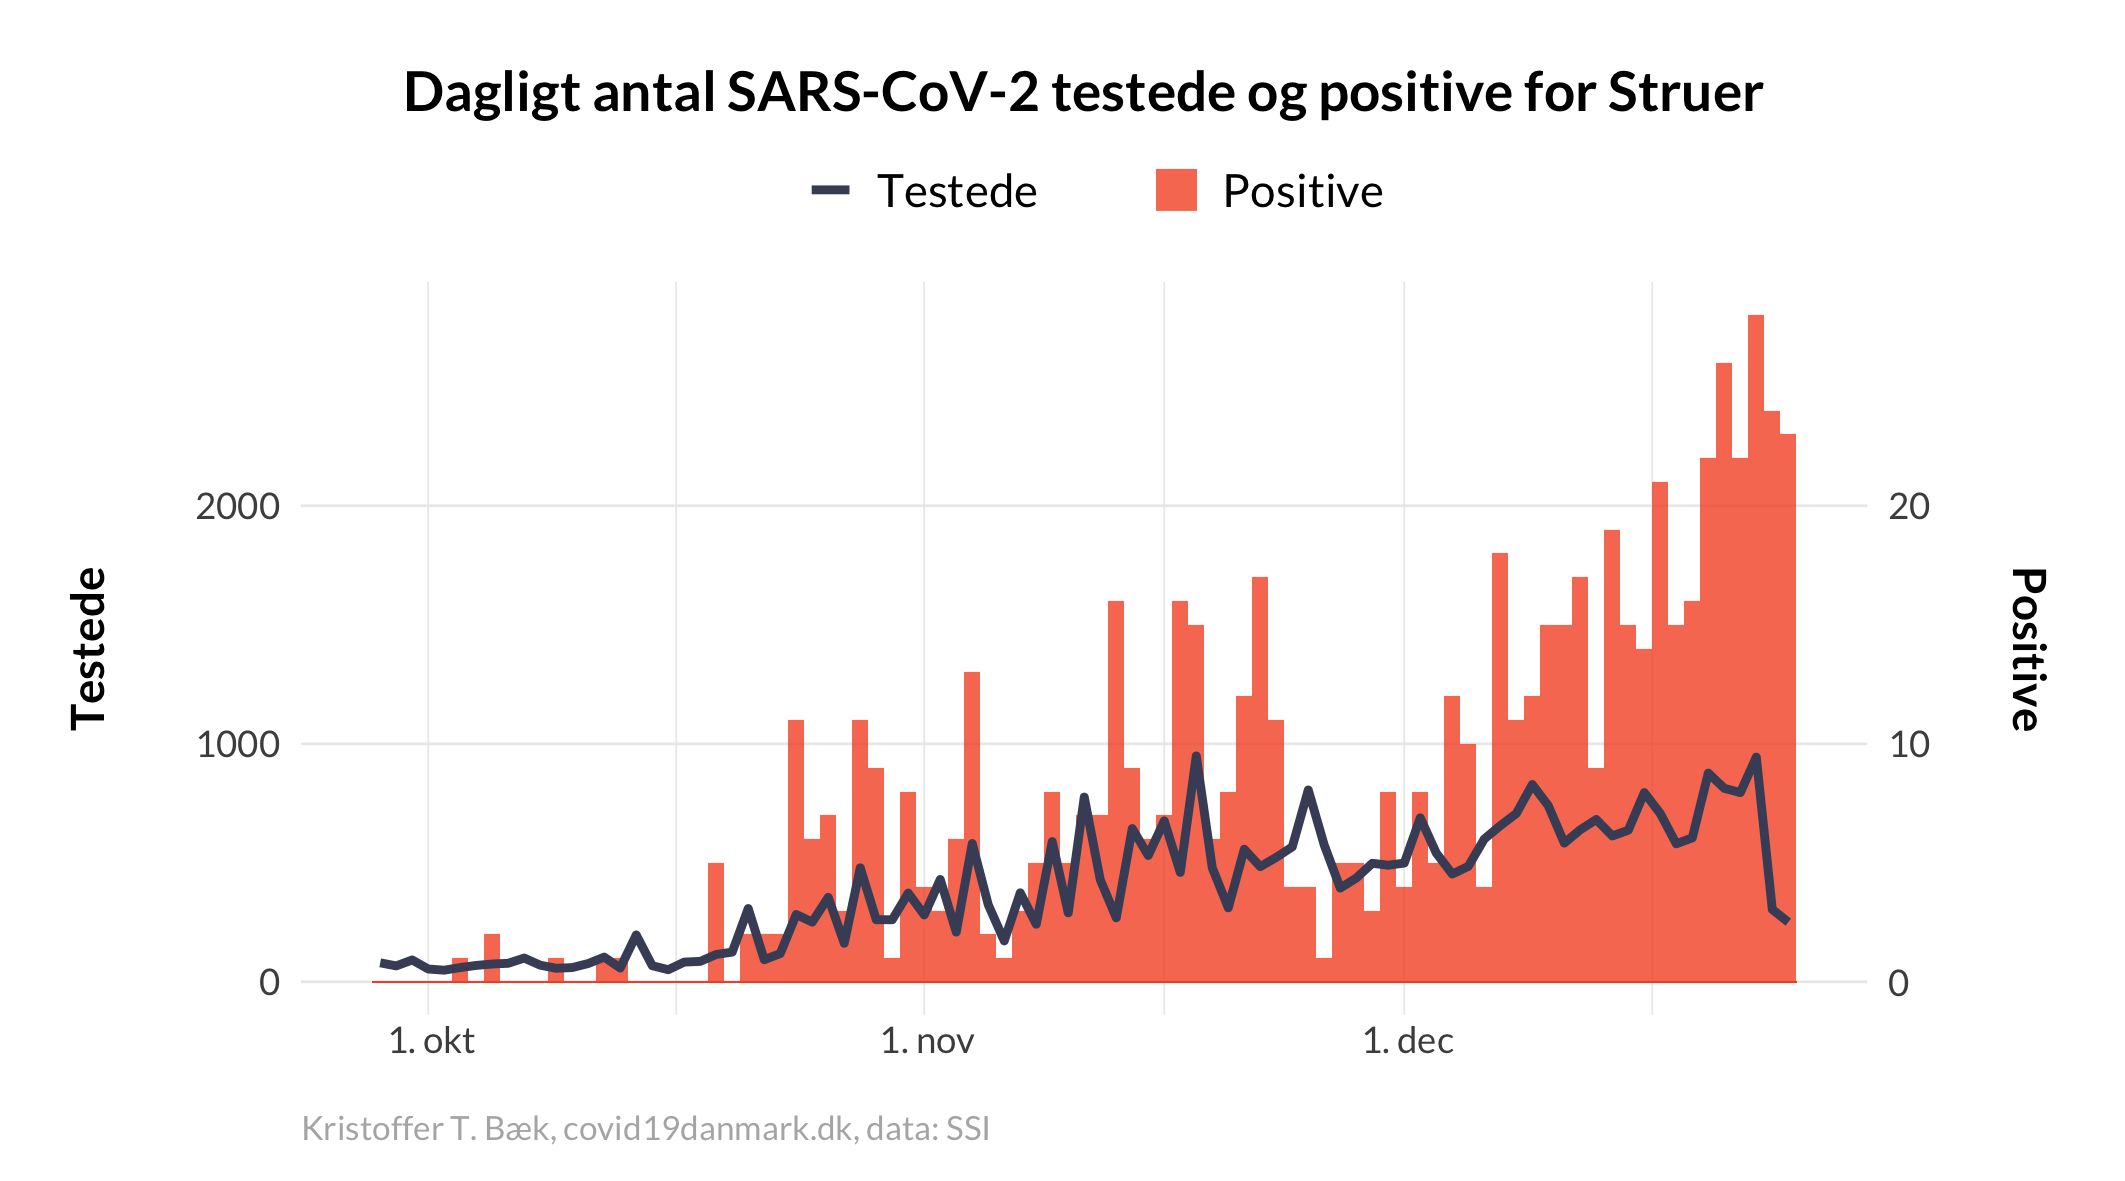 Dagligt antal SARS-CoV-2 testede og positive for Struer
Testede
Positive
2000
1000
0
Testede
20
10
0
Positive
1. okt
1. nov
1. dec
Kristoffer T. Bæk, covid19danmark.dk, data: SSI